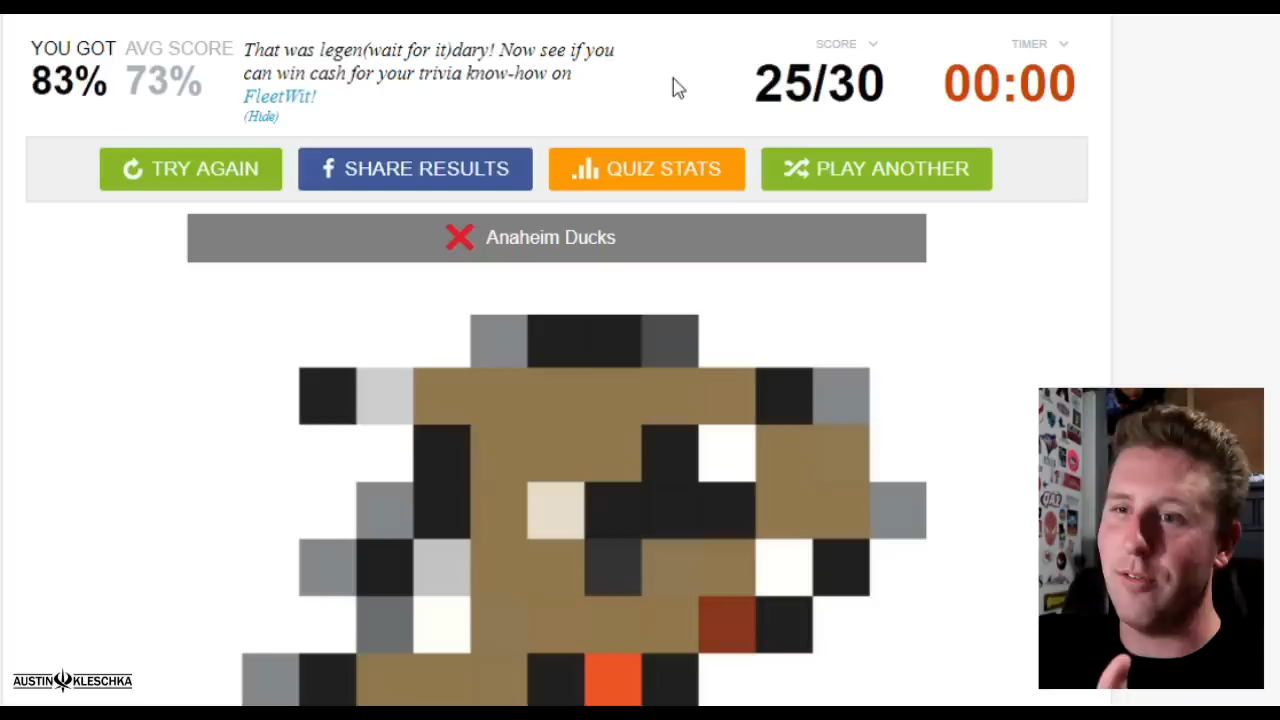 YOU GOT
83%
AVG SCORE
73%
That was legen(wait for it)dary! Now see if you
can win cash for your trivia know-how on
FleetWit!
(Hide)
SCORE
25/30
TIMER
00:00
TRY AGAIN
f SHARE RESULTS
QUIZ STATS
PLAY ANOTHER
Anaheim Ducks
AUSTIN KLESCHKA